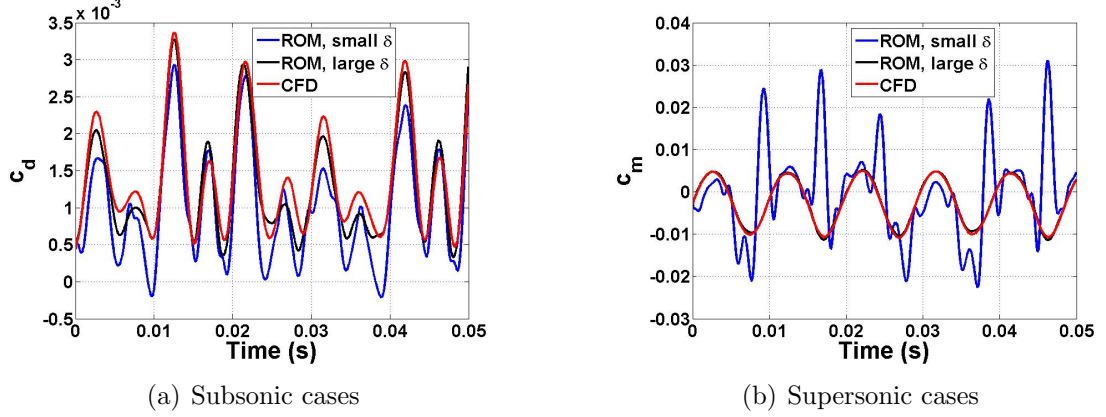 x 10⁻³
3.5
3
2.5
2
1.5
1
0.5
0
-0.5
c_d
0 0.01 0.02 0.03 0.04 0.05
Time (s)
ROM, small δ
ROM, large δ
CFD
(a) Subsonic cases
0.04
0.03
0.02
0.01
0
-0.01
-0.02
-0.03
c_m
0 0.01 0.02 0.03 0.04 0.05
Time (s)
ROM, small δ
ROM, large δ
CFD
(b) Supersonic cases